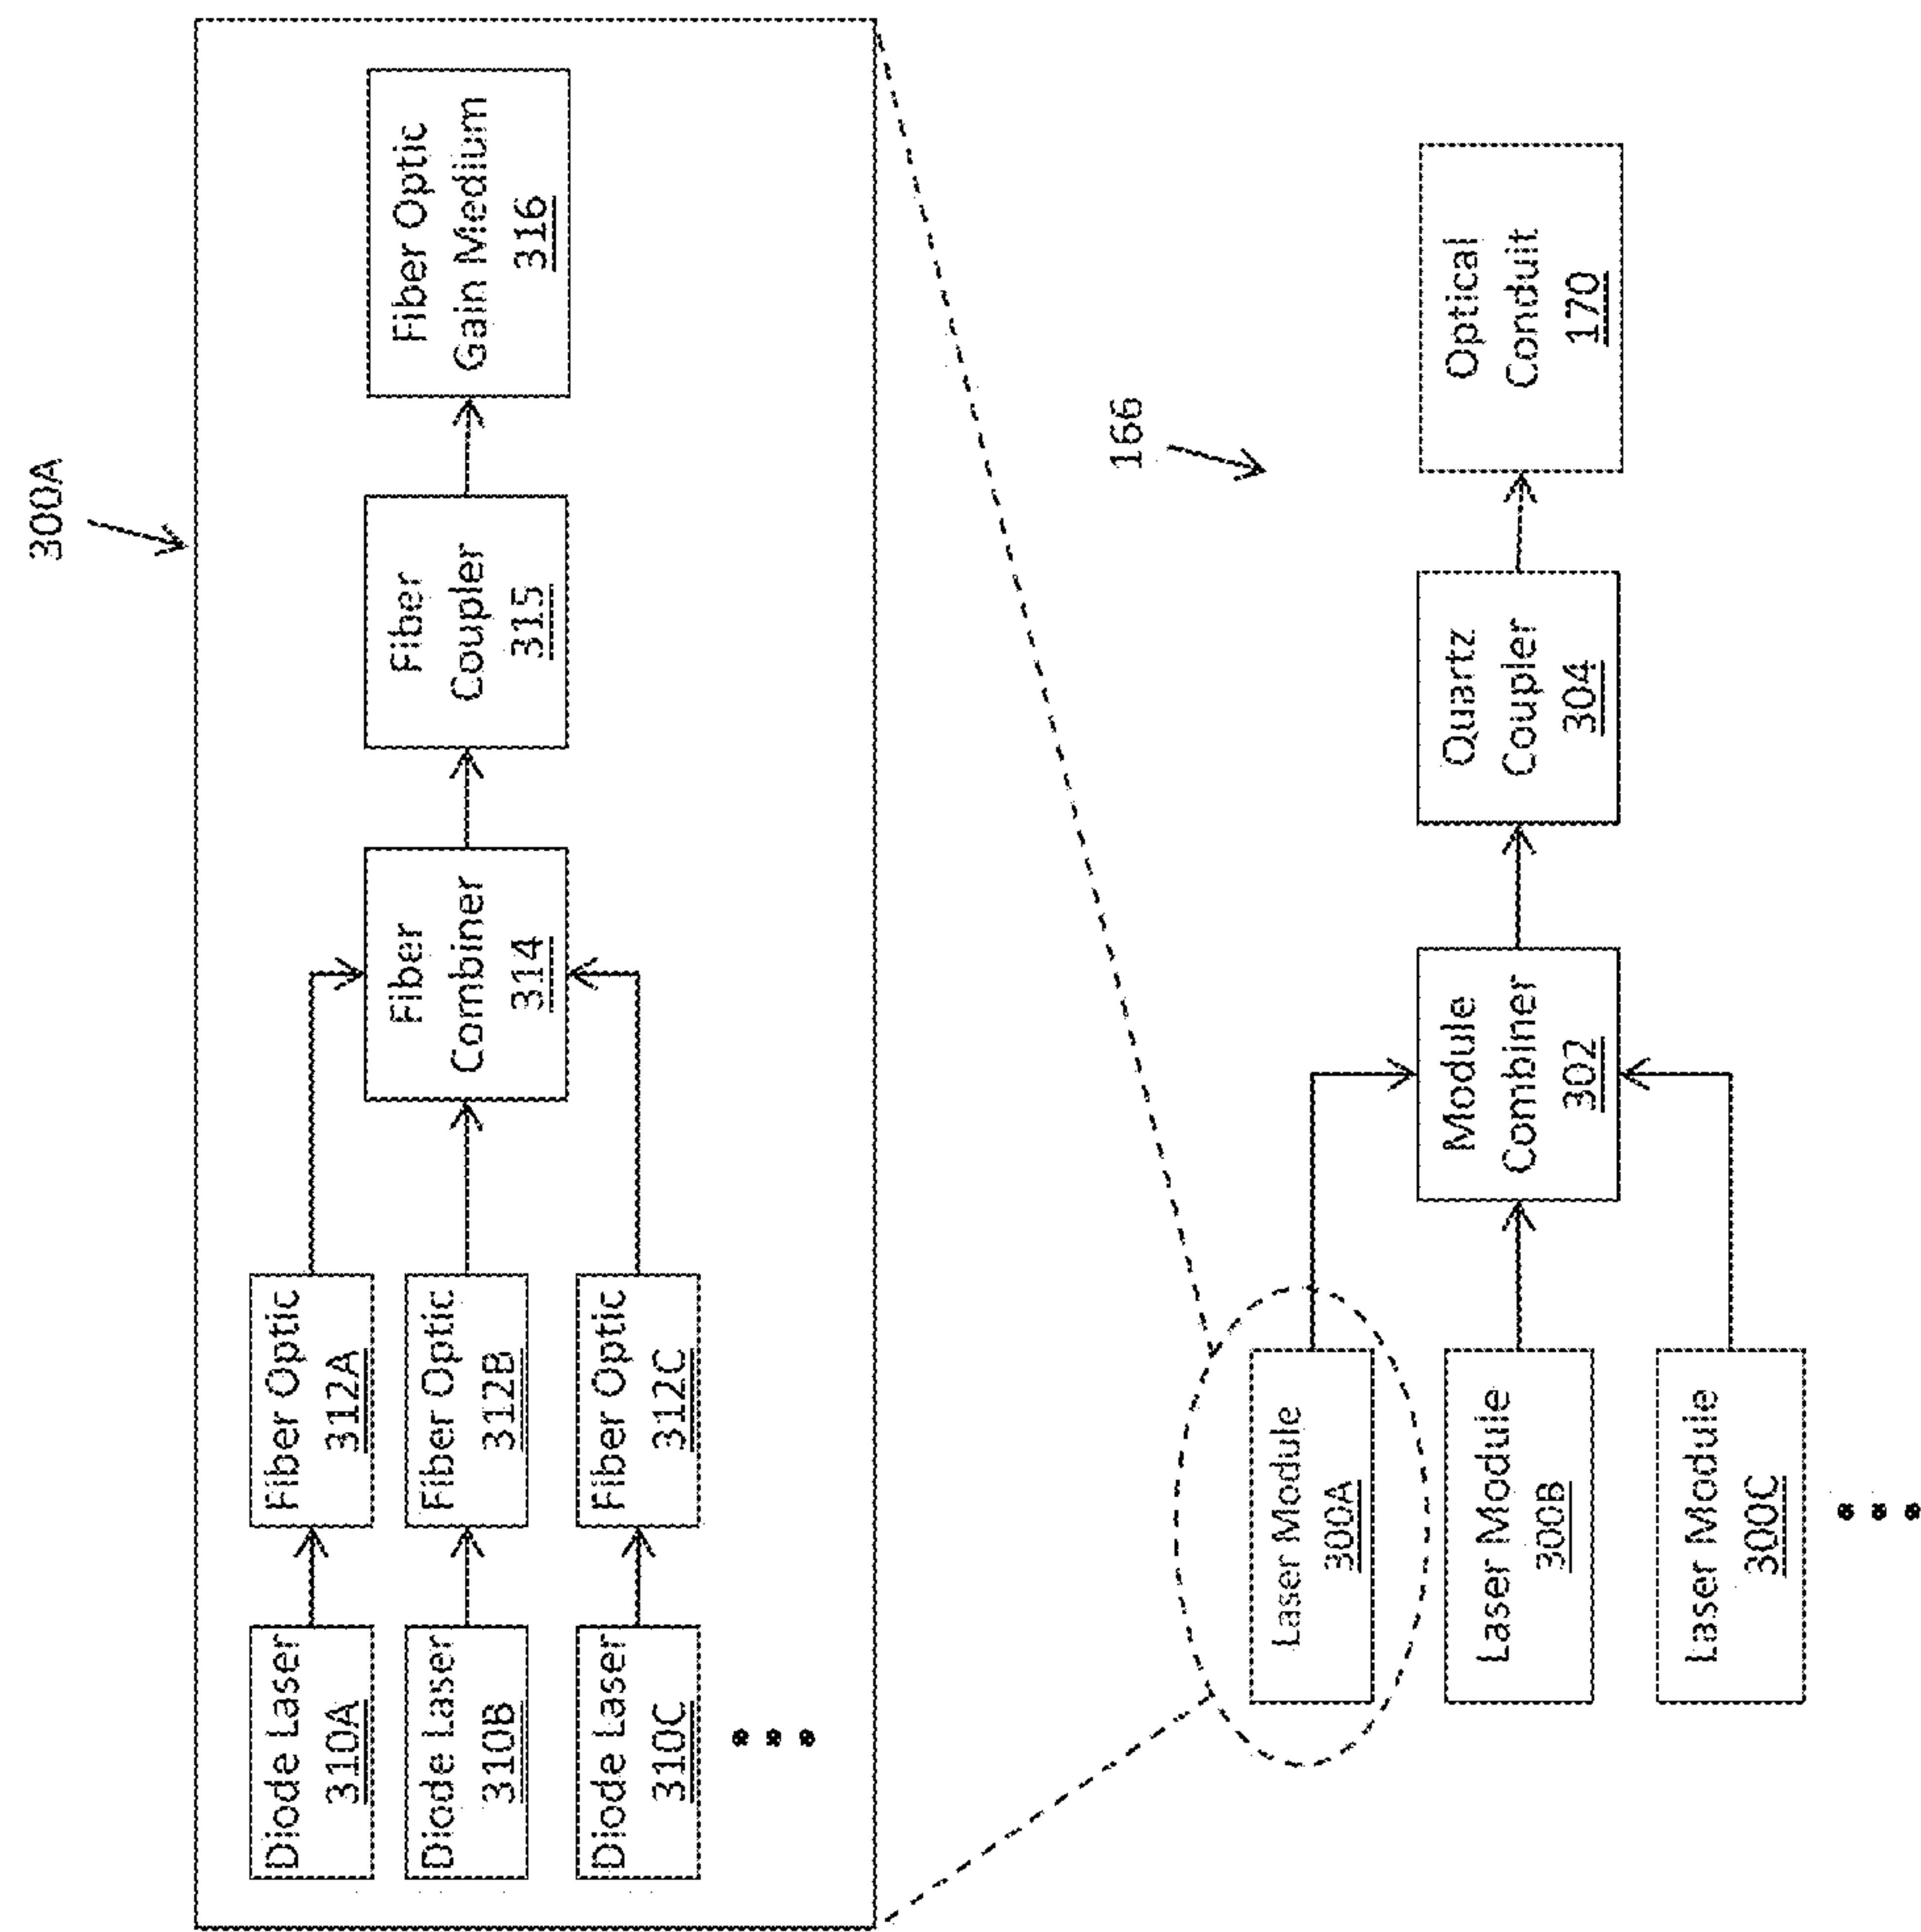 300A
Diode Laser
310A
Fiber Optic
312A
Diode Laser
310B
Fiber Optic
312B
Diode Laser
310C
Fiber Optic
312C
Fiber
Combiner
314
Fiber
Coupler
315
Fiber Optic
Gain Medium
316
166
Laser Module
300A
Laser Module
300B
Laser Module
300C
Module
Combiner
302
Quartz
Coupler
304
Optical
Conduit
170